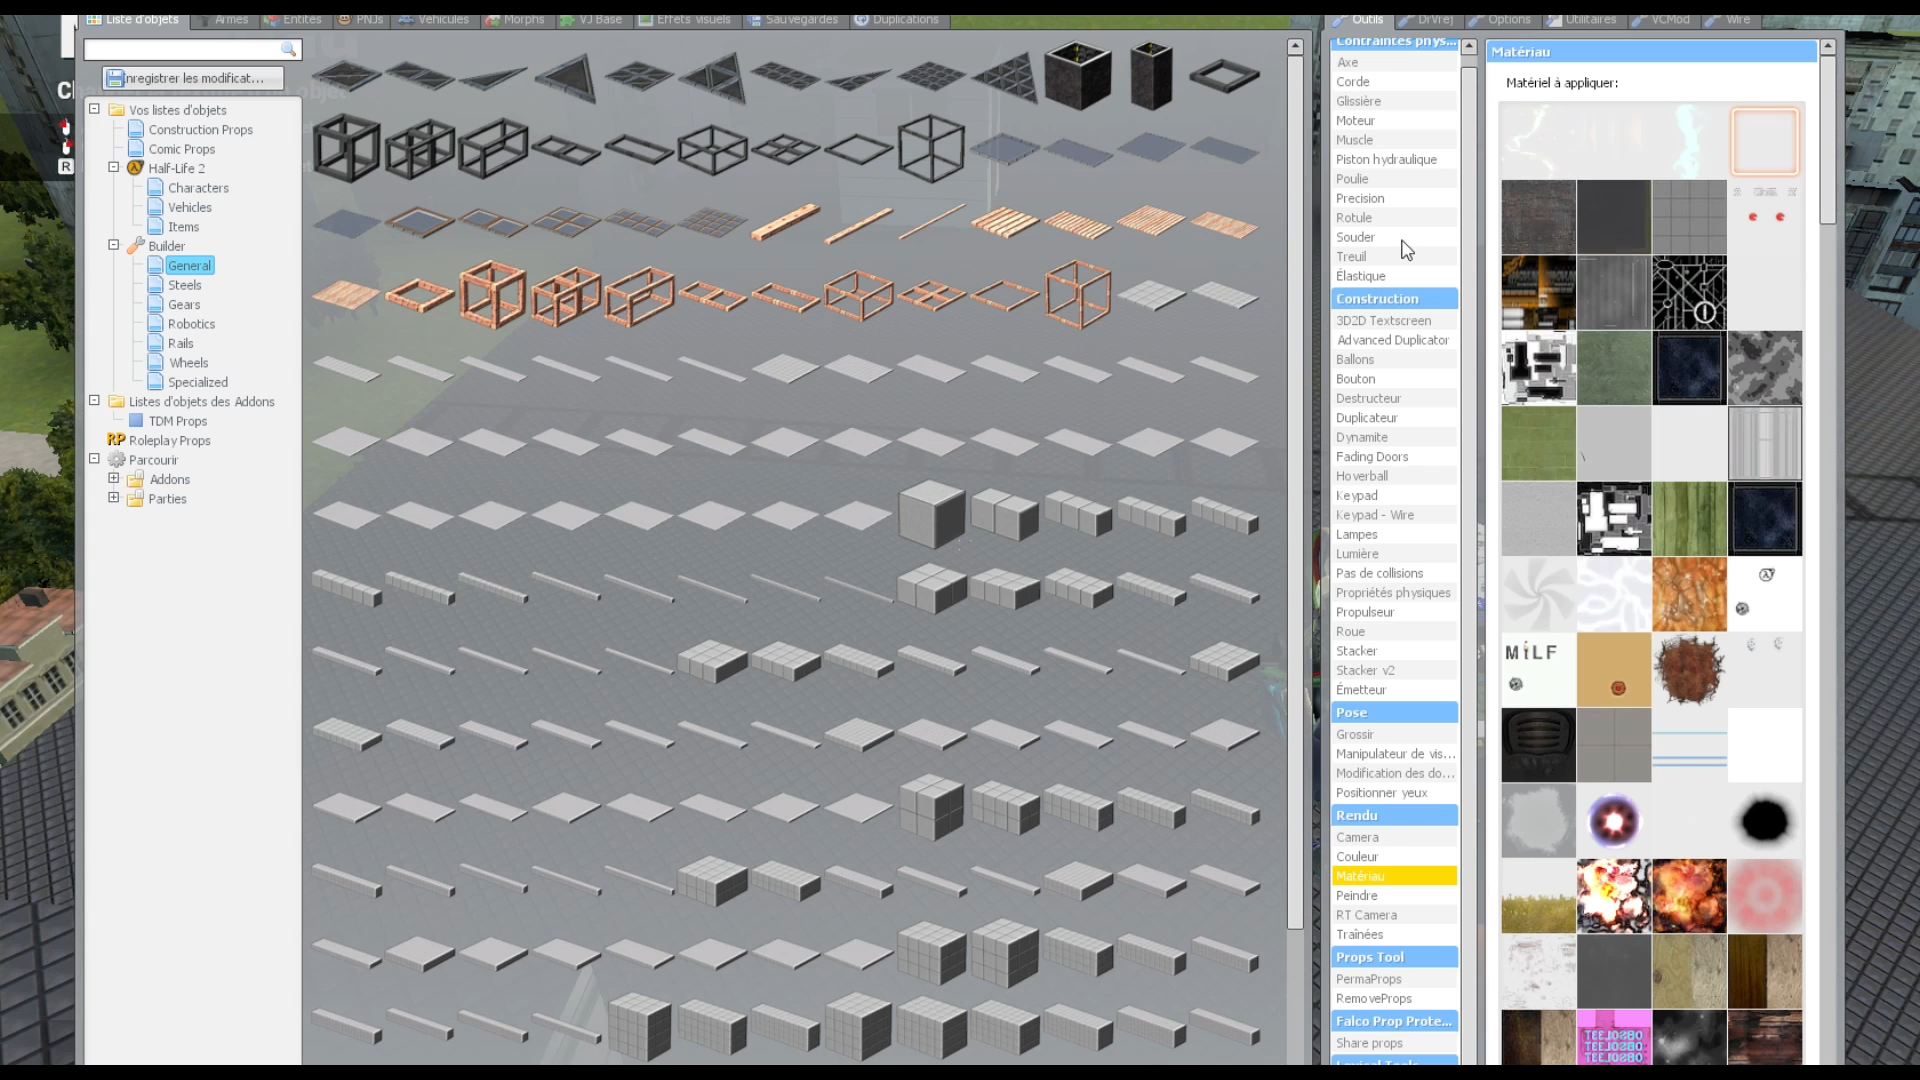 Liste d'objets
Armes
Entités
PNJs
Véhicules
Morphs
VJ Base
Effets visuels
Sauvegardes
Duplications
Outils
DrVrej
Options
Utilitaires
VCMod
Wire
Enregistrer les modificat...
R
Vos listes d'objets
Construction Props
Comic Props
Half-Life 2
Characters
Vehicles
Items
Builder
General
Steels
Gears
Robotics
Rails
Wheels
Specialized
Listes d'objets des Addons
TDM Props
RP Roleplay Props
Parcourir
Addons
Parties
Contraintes phys...
Axe
Corde
Glissière
Moteur
Muscle
Piston hydraulique
Poulie
Precision
Rotule
Souder
Treuil
Élastique
Construction
3D2D Textscreen
Advanced Duplicator
Ballons
Bouton
Destructeur
Duplicateur
Dynamite
Fading Doors
Hoverball
Keypad
Keypad - Wire
Lampes
Lumière
Pas de collisions
Propriétés physiques
Propulseur
Roue
Stacker
Stacker v2
Émetteur
Pose
Grossir
Manipulateur de vis...
Modification des do...
Positionner yeux
Rendu
Camera
Couleur
Matériau
Peindre
RT Camera
Traînées
Props Tool
PermaProps
RemoveProps
Falco Prop Prote...
Share props
Matériau
Matériel à appliquer:
MILF